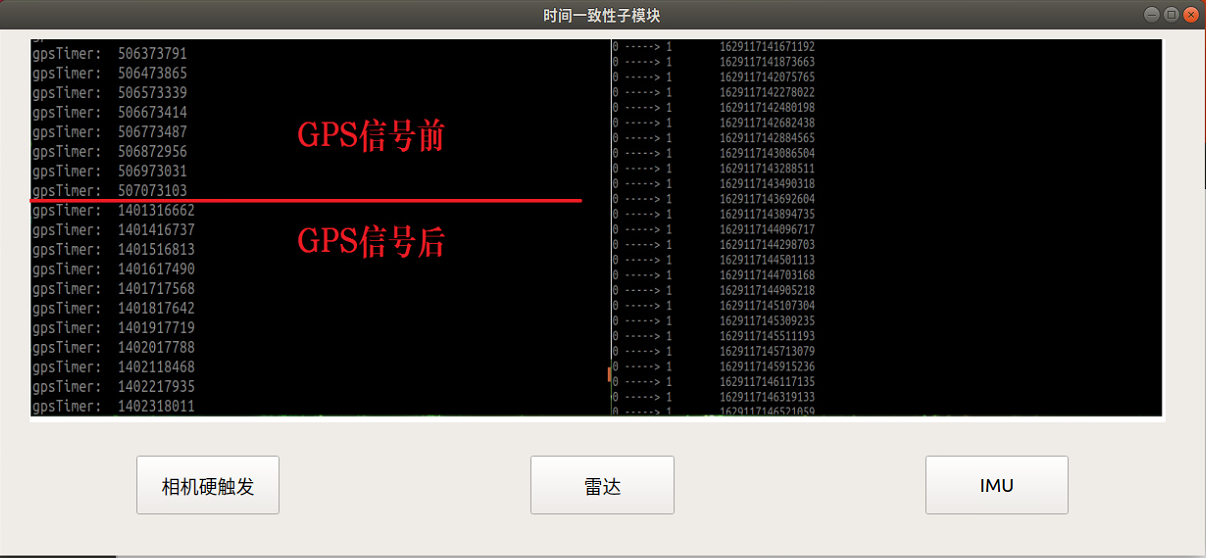 时间一致性子模块
gpsTimer: 506373791
gpsTimer: 506473865
gpsTimer: 506573339
gpsTimer: 506673414
gpsTimer: 506773487
gpsTimer: 506872956
gpsTimer: 506973031
gpsTimer: 507073103
GPS信号前
gpsTimer: 1401316662
gpsTimer: 1401416737
gpsTimer: 1401516813
gpsTimer: 1401617490
gpsTimer: 1401717568
gpsTimer: 1401817642
gpsTimer: 1401917719
gpsTimer: 1402017788
gpsTimer: 1402118468
gpsTimer: 1402217935
gpsTimer: 1402318011
GPS信号后
0 -----> 1 1629117141671192
0 -----> 1 1629117141873663
0 -----> 1 1629117142075765
0 -----> 1 1629117142278022
0 -----> 1 1629117142480198
0 -----> 1 1629117142682438
0 -----> 1 1629117142884565
0 -----> 1 1629117143086504
0 -----> 1 1629117143288511
0 -----> 1 1629117143490318
0 -----> 1 1629117143692604
0 -----> 1 1629117143894735
0 -----> 1 1629117144096717
0 -----> 1 1629117144298703
0 -----> 1 1629117144501113
0 -----> 1 1629117144703168
0 -----> 1 1629117144905218
0 -----> 1 1629117145107304
0 -----> 1 1629117145309235
0 -----> 1 1629117145511193
0 -----> 1 1629117145713079
0 -----> 1 1629117145915236
0 -----> 1 1629117146117135
0 -----> 1 1629117146319133
0 -----> 1 1629117146521059
相机硬触发
雷达
IMU